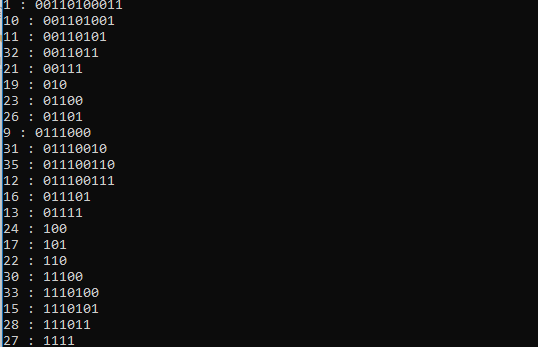 1 : 00110100011
10 : 001101001
11 : 00110101
32 : 0011011
21 : 00111
19 : 010
23 : 01100
26 : 01101
9 : 0111000
31 : 01110010
35 : 011100110
12 : 011100111
16 : 011101
13 : 01111
24 : 100
17 : 101
22 : 110
30 : 11100
33 : 1110100
15 : 1110101
28 : 111011
27 : 1111